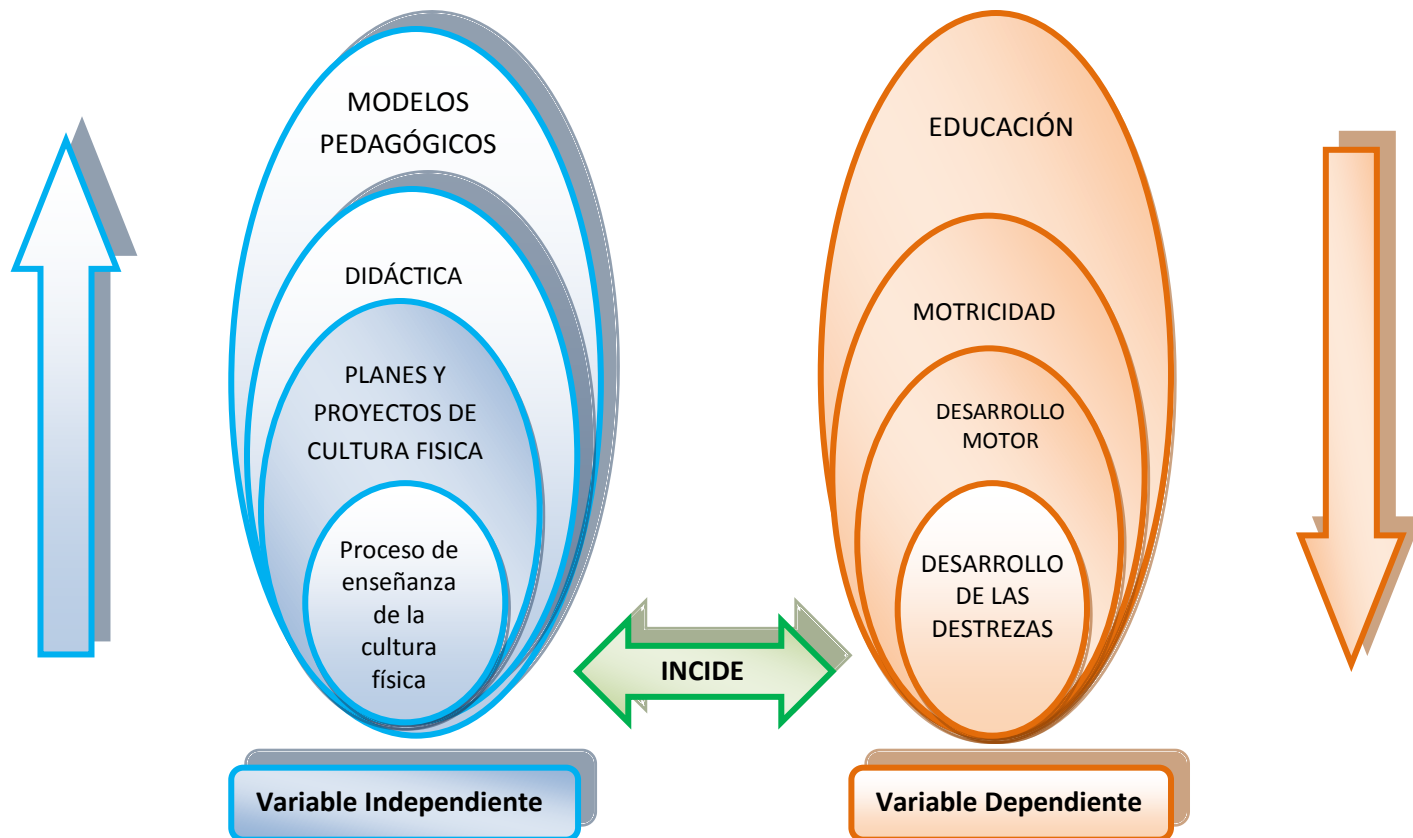 MODELOS
PEDAGÓGICOS
DIDÁCTICA
PLANES Y
PROYECTOS DE
CULTURA FISICA
Proceso de
enseñanza
de la
cultura
física
Variable Independiente
INCIDE
EDUCACIÓN
MOTRICIDAD
DESARROLLO
MOTOR
DESARROLLO
DE LAS
DESTREZAS
Variable Dependiente